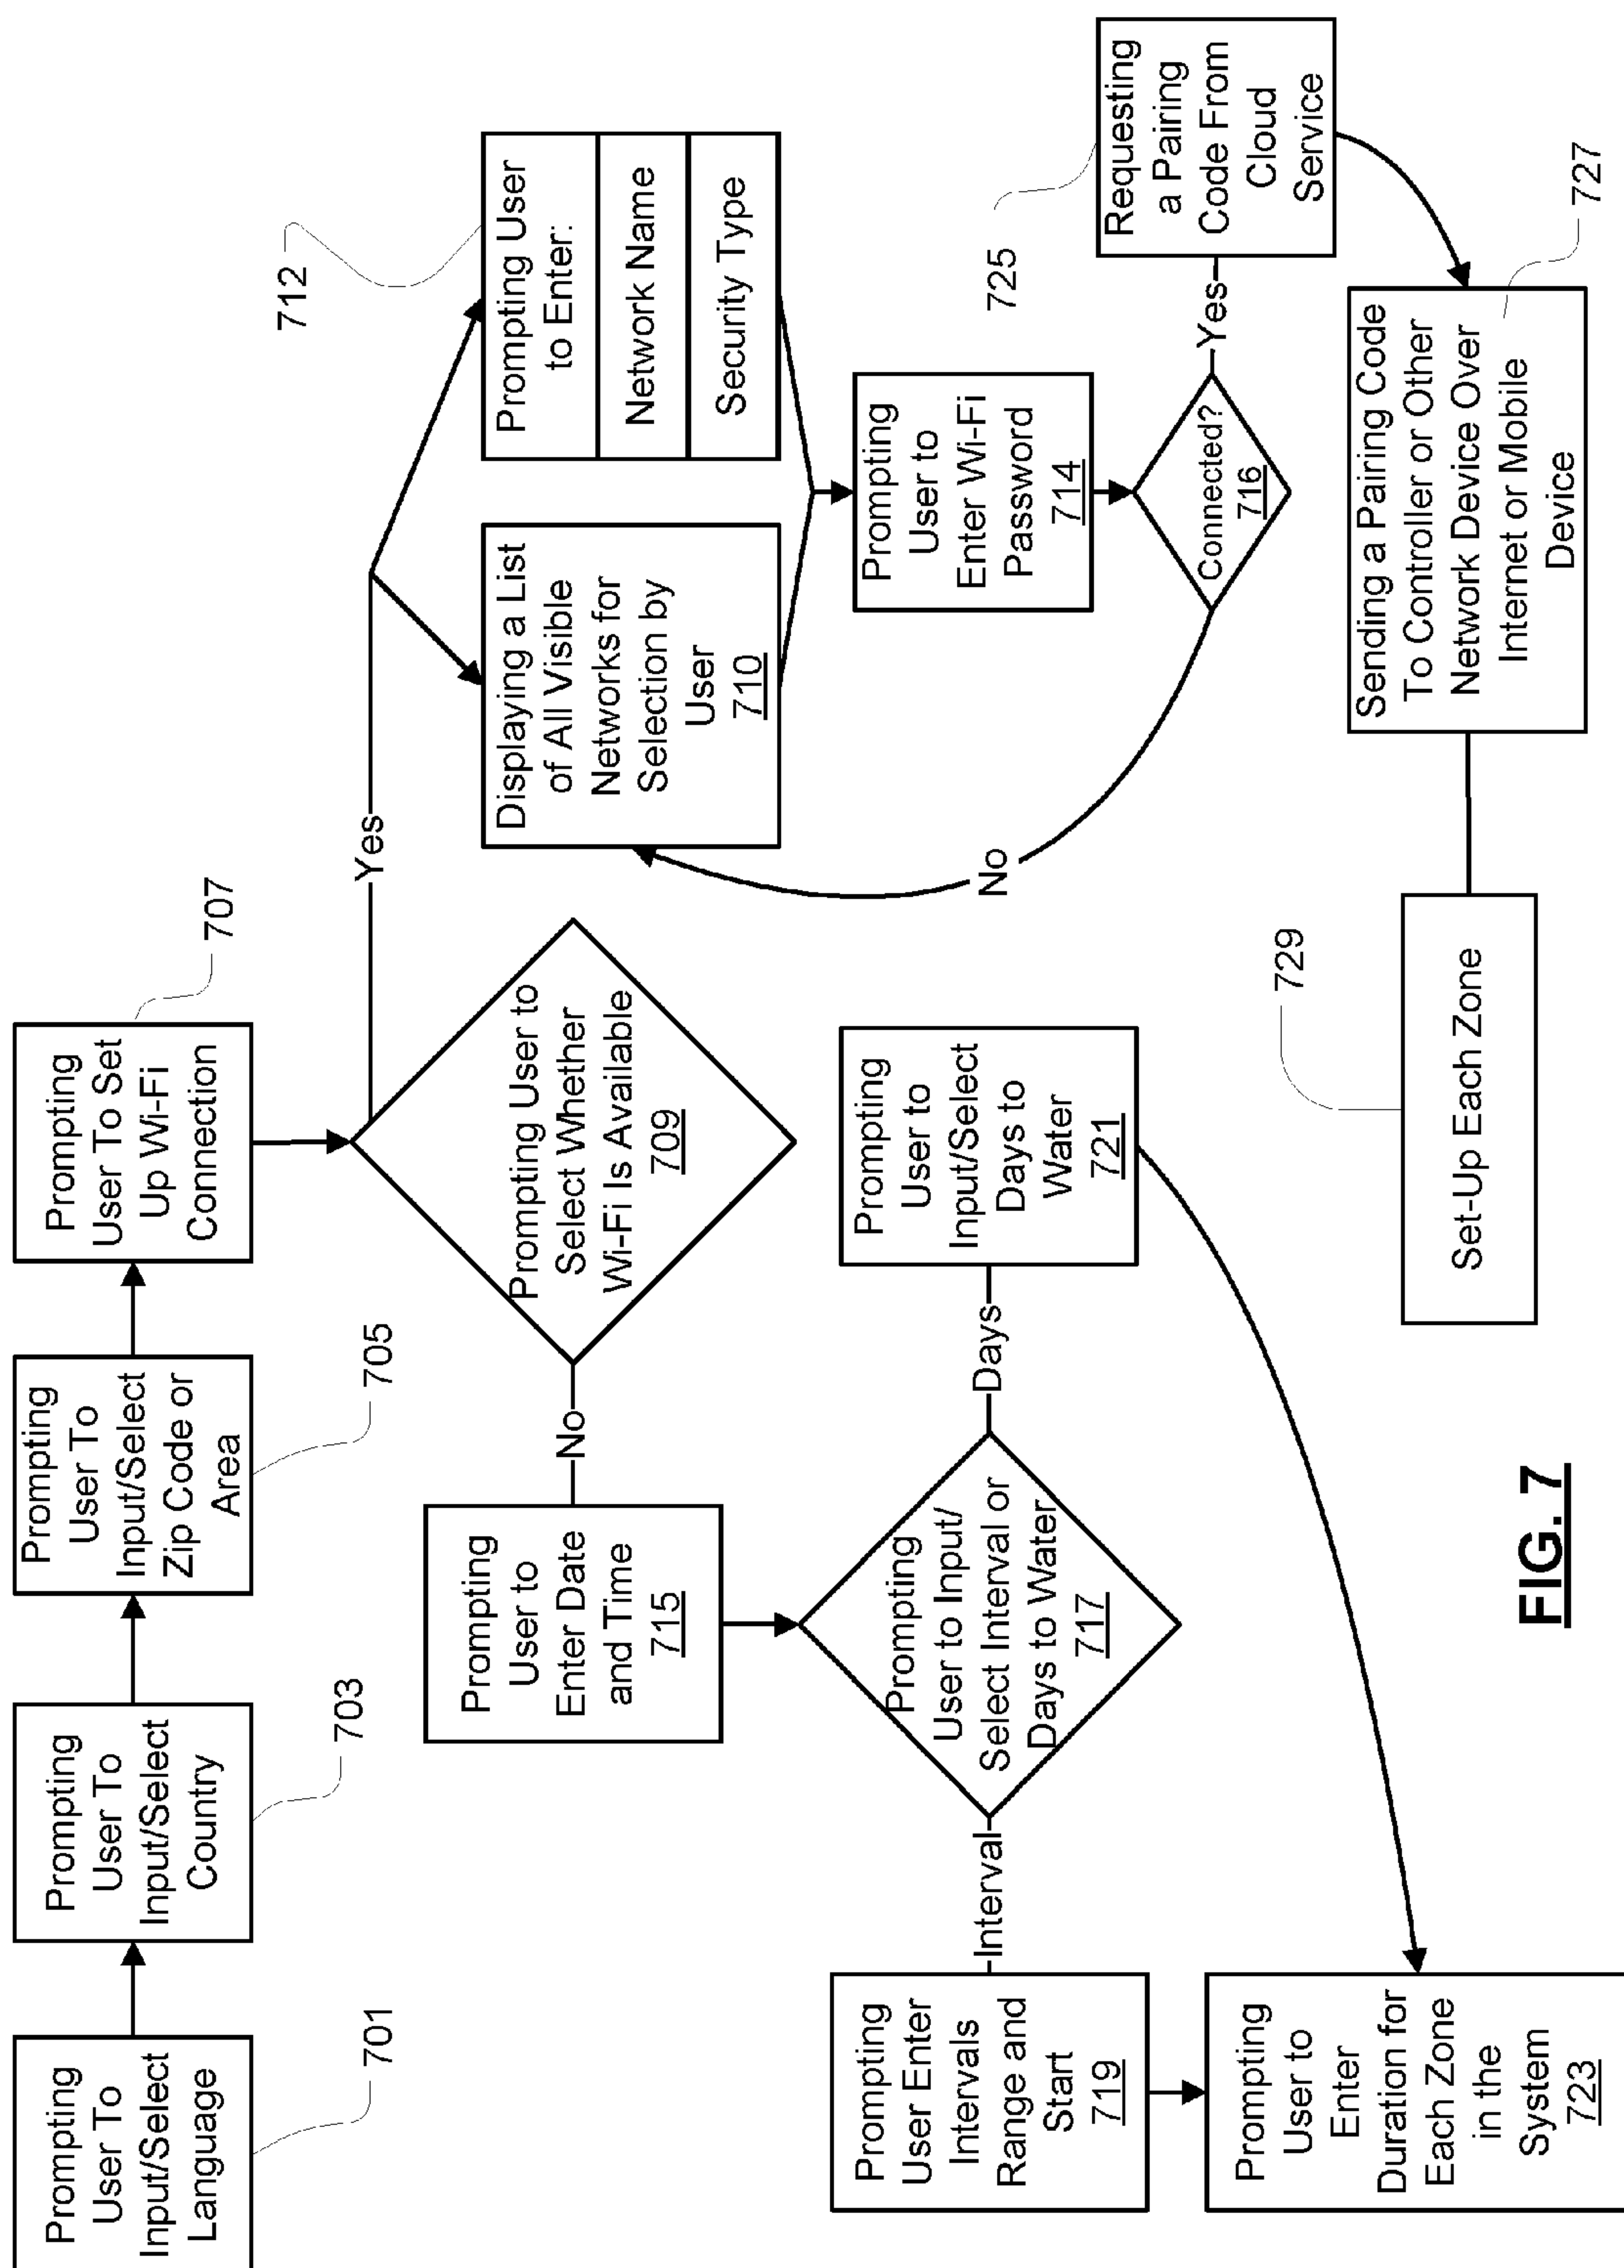 Prompting
User To
Input/Select
Language
701
Prompting
User To
Input/Select
Country
703
Prompting
User To
Input/Select
Zip Code or
Area
705
Prompting
User To Set
Up Wi-Fi
Connection
707
Prompting User to
Select Whether
Wi-Fi Is Available
709
Yes
No
Displaying a List
of All Visible
Networks for
Selection by
User
710
Prompting User
to Enter:
Network Name
Security Type
712
Prompting
User to
Enter Wi-Fi
Password
714
Connected?
716
No
Yes
Requesting
a Pairing
Code From
Cloud
Service
725
Sending a Pairing Code
To Controller or Other
Network Device Over
Internet or Mobile
Device
727
Set-Up Each Zone
729
Prompting
User to
Enter Date
and Time
715
Prompting
User to Input/
Select Interval or
Days to Water
717
Interval
Days
Prompting
User Enter
Intervals
Range and
Start
719
Prompting
User to
Input/Select
Days to
Water
721
Prompting
User to
Enter
Duration for
Each Zone
in the
System
723
FIG. 7